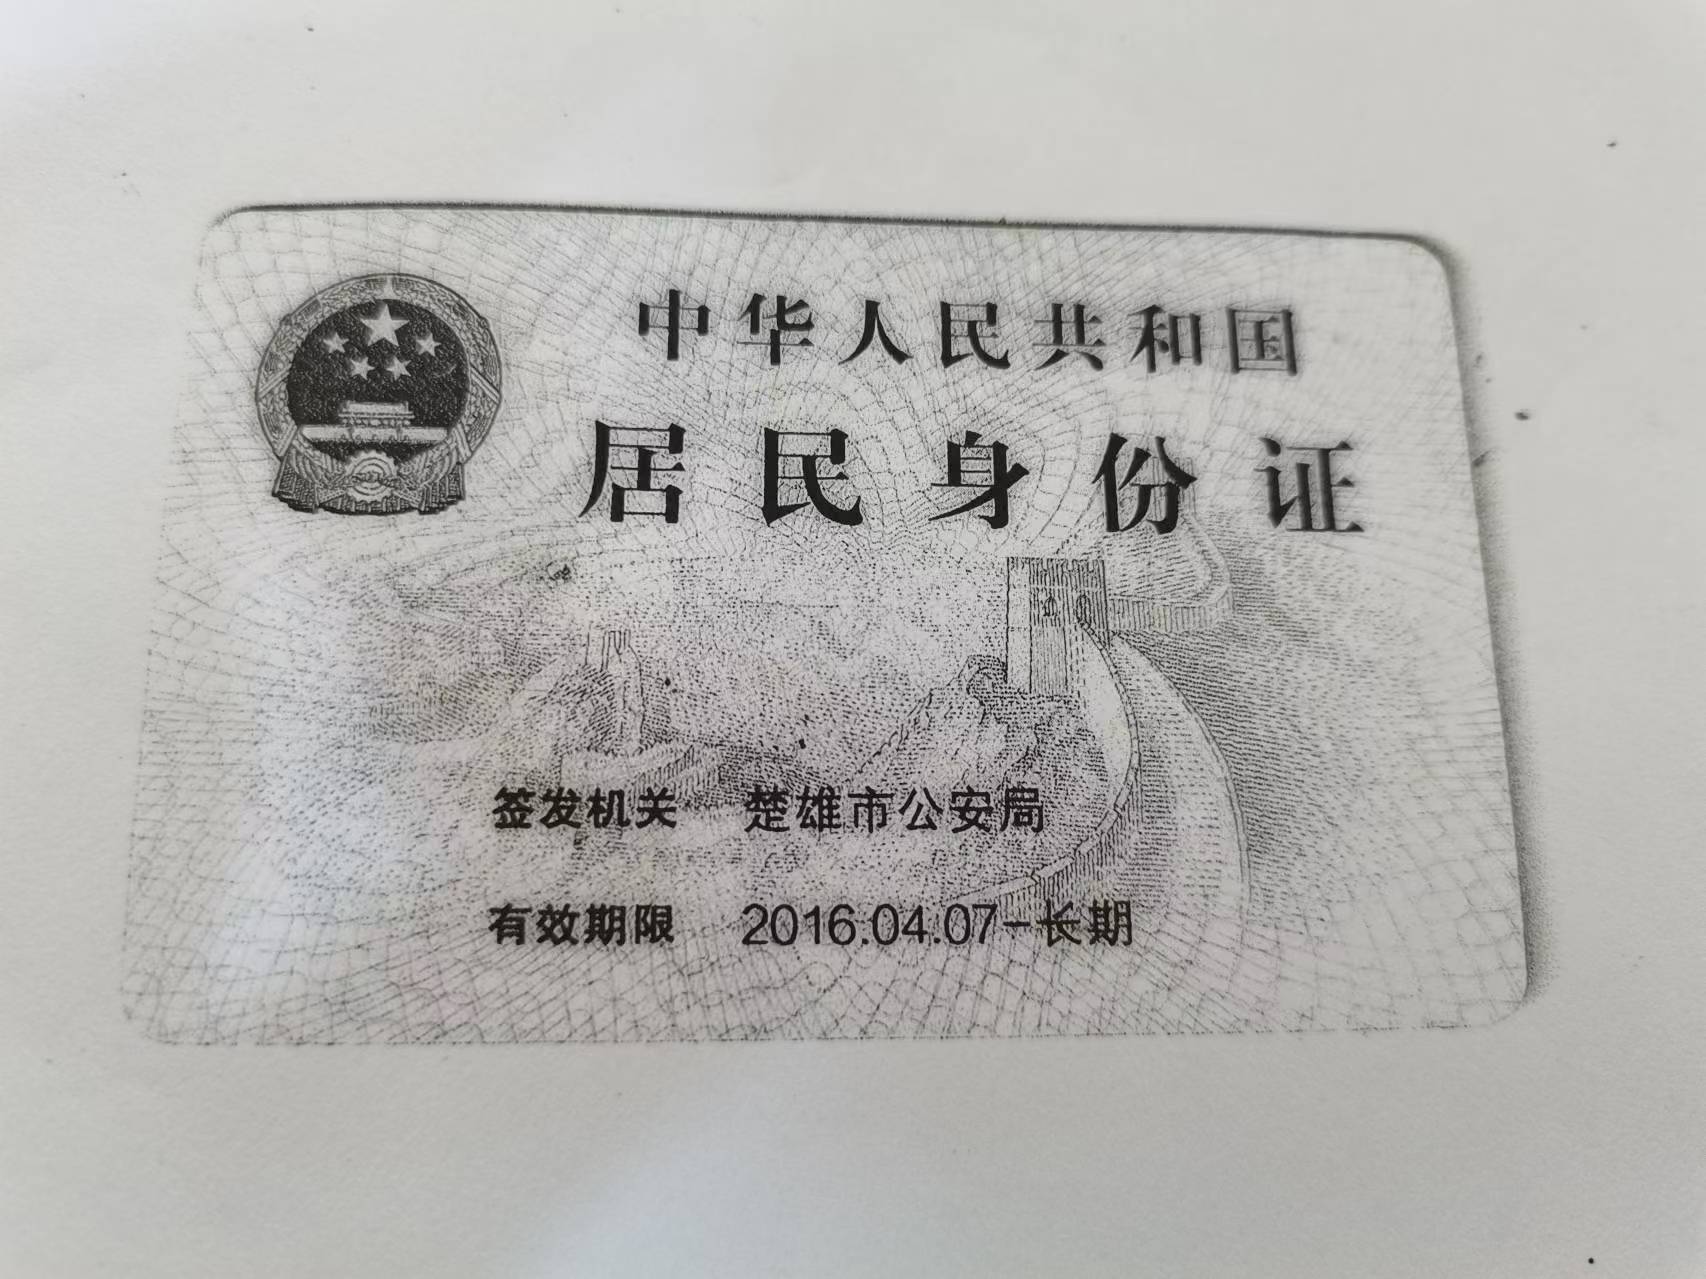 中华人民共和国
居民身份证
签发机关 楚雄市公安局
有效期限 2016.04.07-长期